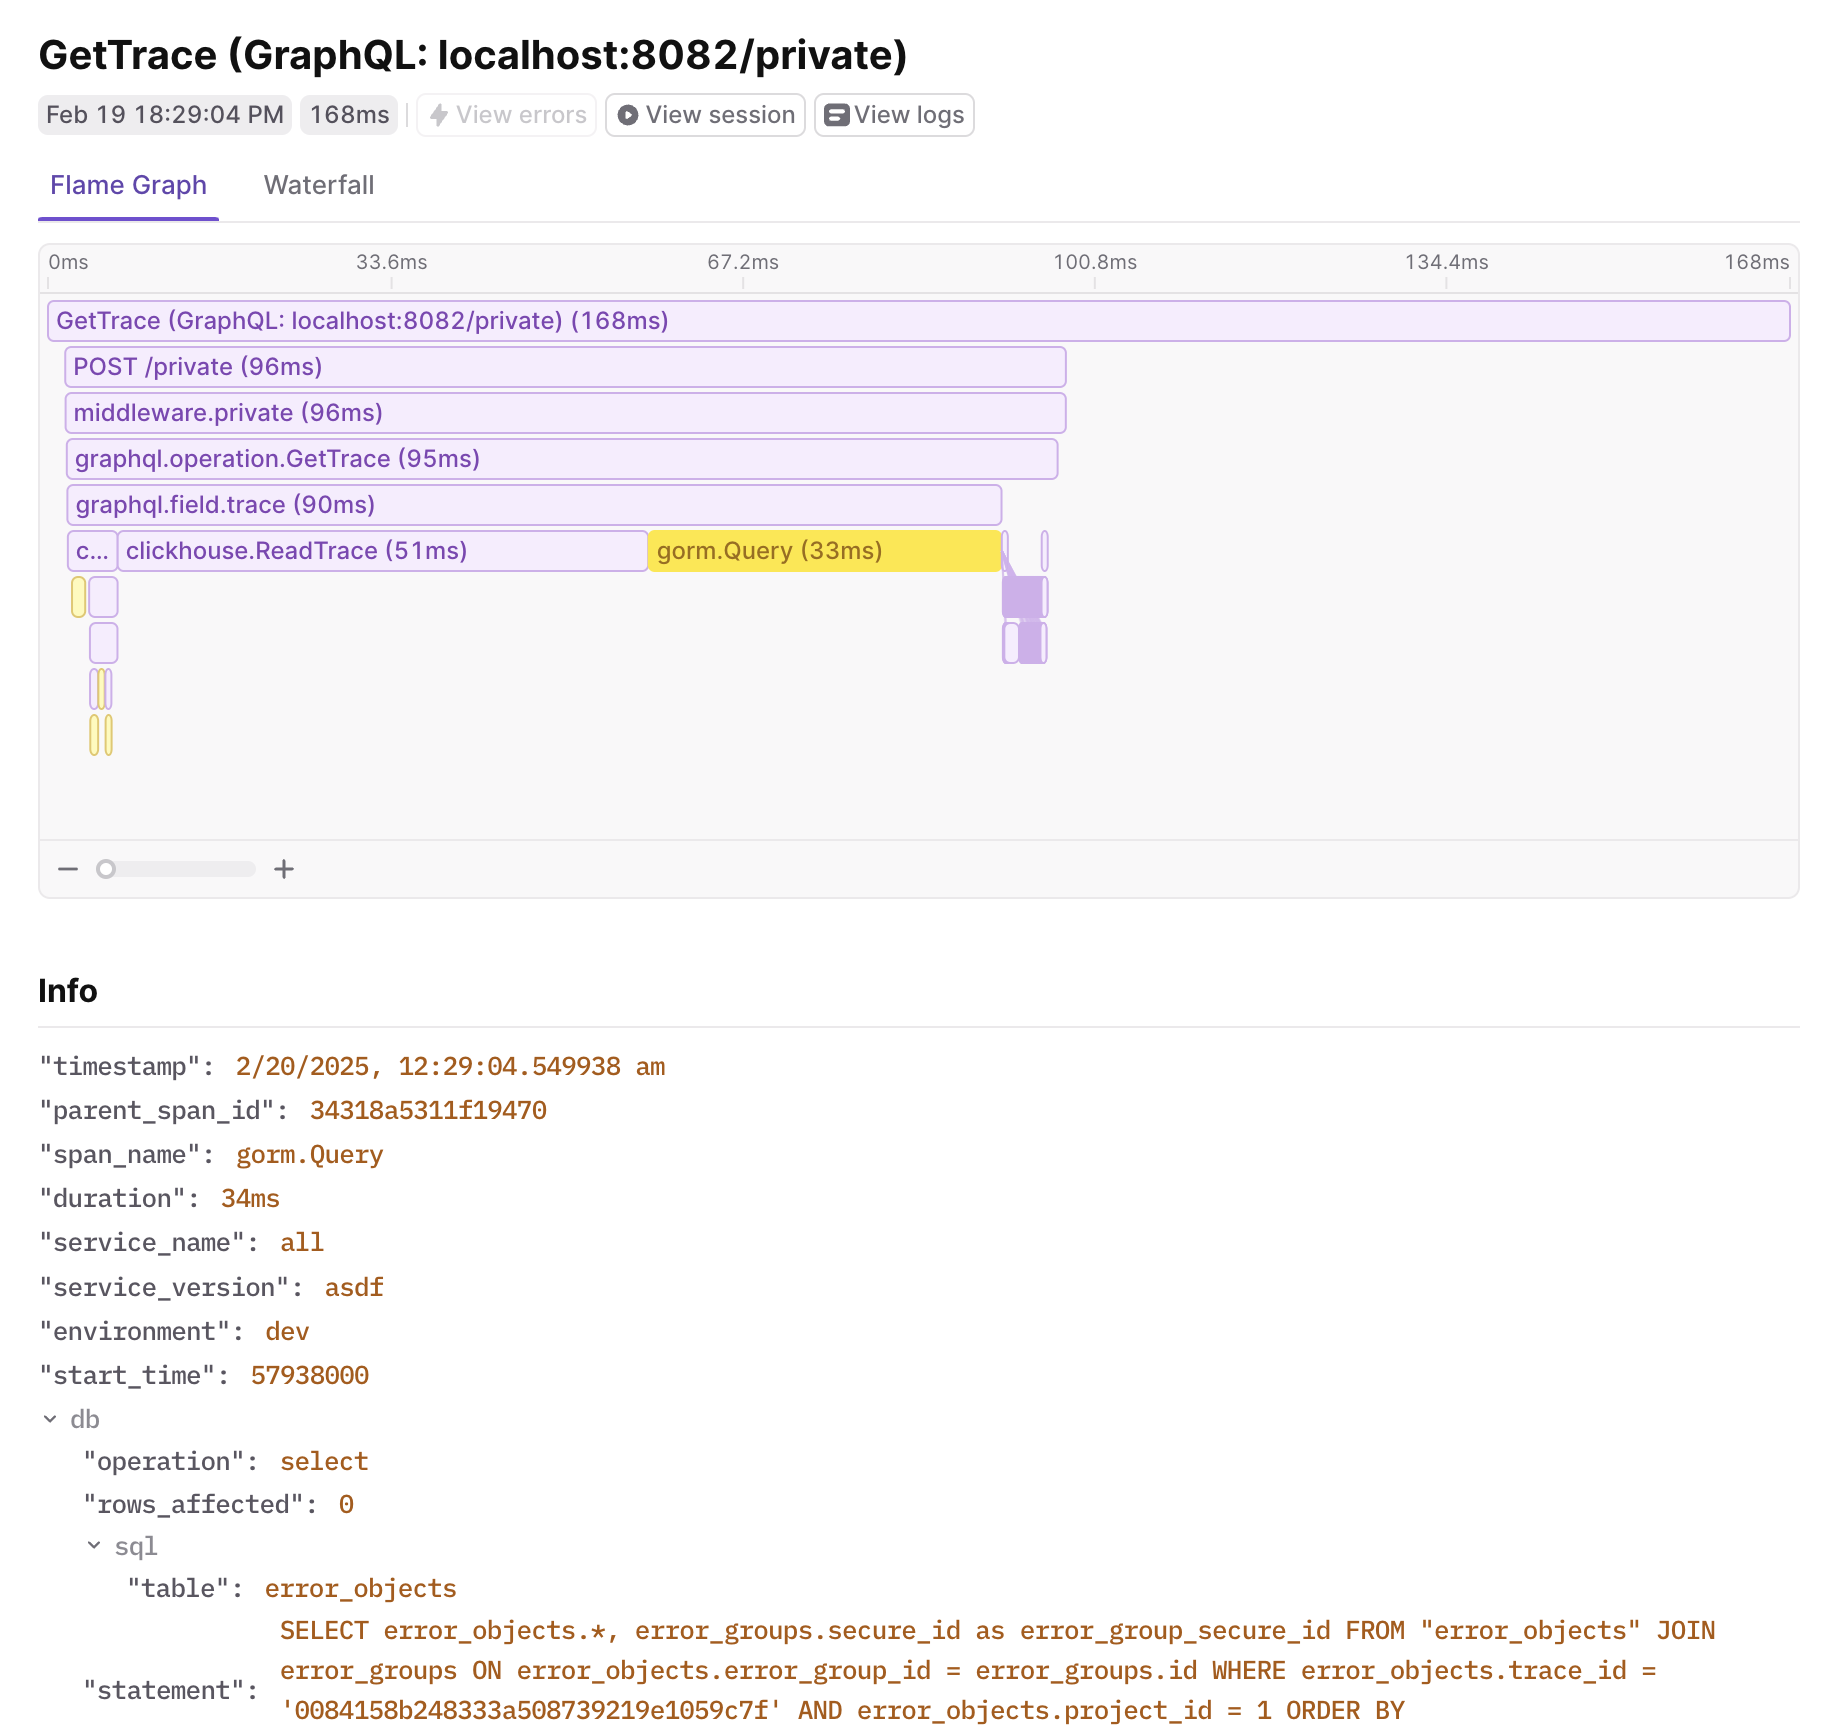 GetTrace (GraphQL: localhost:8082/private)
Feb 19 18:29:04 PM 168ms View errors View session View logs
Flame Graph Waterfall
0ms 33.6ms 67.2ms 100.8ms 134.4ms 168ms
GetTrace (GraphQL: localhost:8082/private) (168ms)
POST /private (96ms)
middleware.private (96ms)
graphql.operation.GetTrace (95ms)
graphql.field.trace (90ms)
c... clickhouse.ReadTrace (51ms) gorm.Query (33ms)
Info
"timestamp": 2/20/2025, 12:29:04.549938 am
"parent_span_id": 34318a5311f19470
"span_name": gorm.Query
"duration": 34ms
"service_name": all
"service_version": asdf
"environment": dev
"start_time": 57938000
db
"operation": select
"rows_affected": 0
sql
"table": error_objects
SELECT error_objects.*, error_groups.secure_id as error_group_secure_id FROM "error_objects" JOIN
error_groups ON error_objects.error_group_id = error_groups.id WHERE error_objects.trace_id =
"statement":
'0084158b248333a508739219e1059c7f' AND error_objects.project_id = 1 ORDER BY